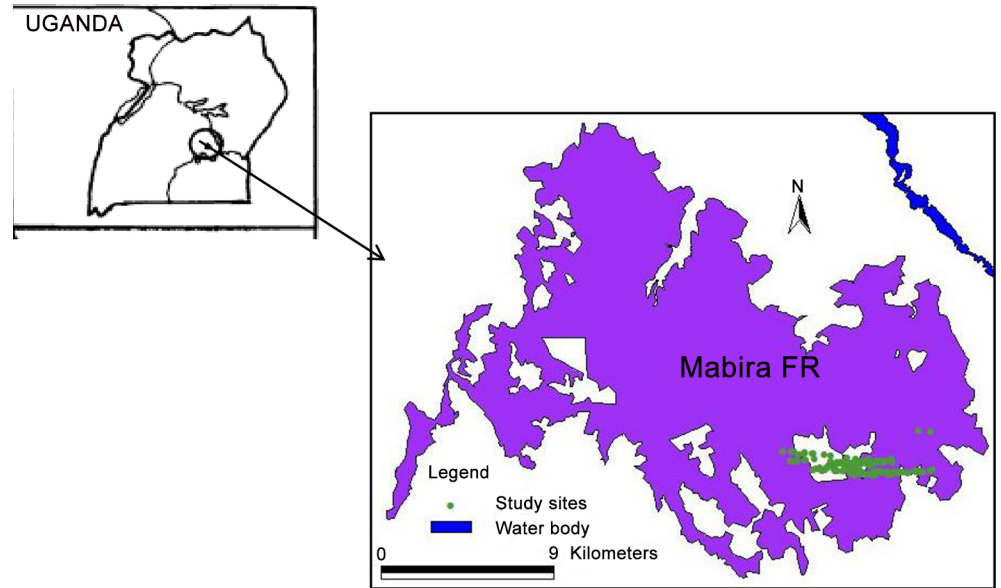 UGANDA
N
Mabira FR
Legend
Study sites
Water body
0 9 Kilometers